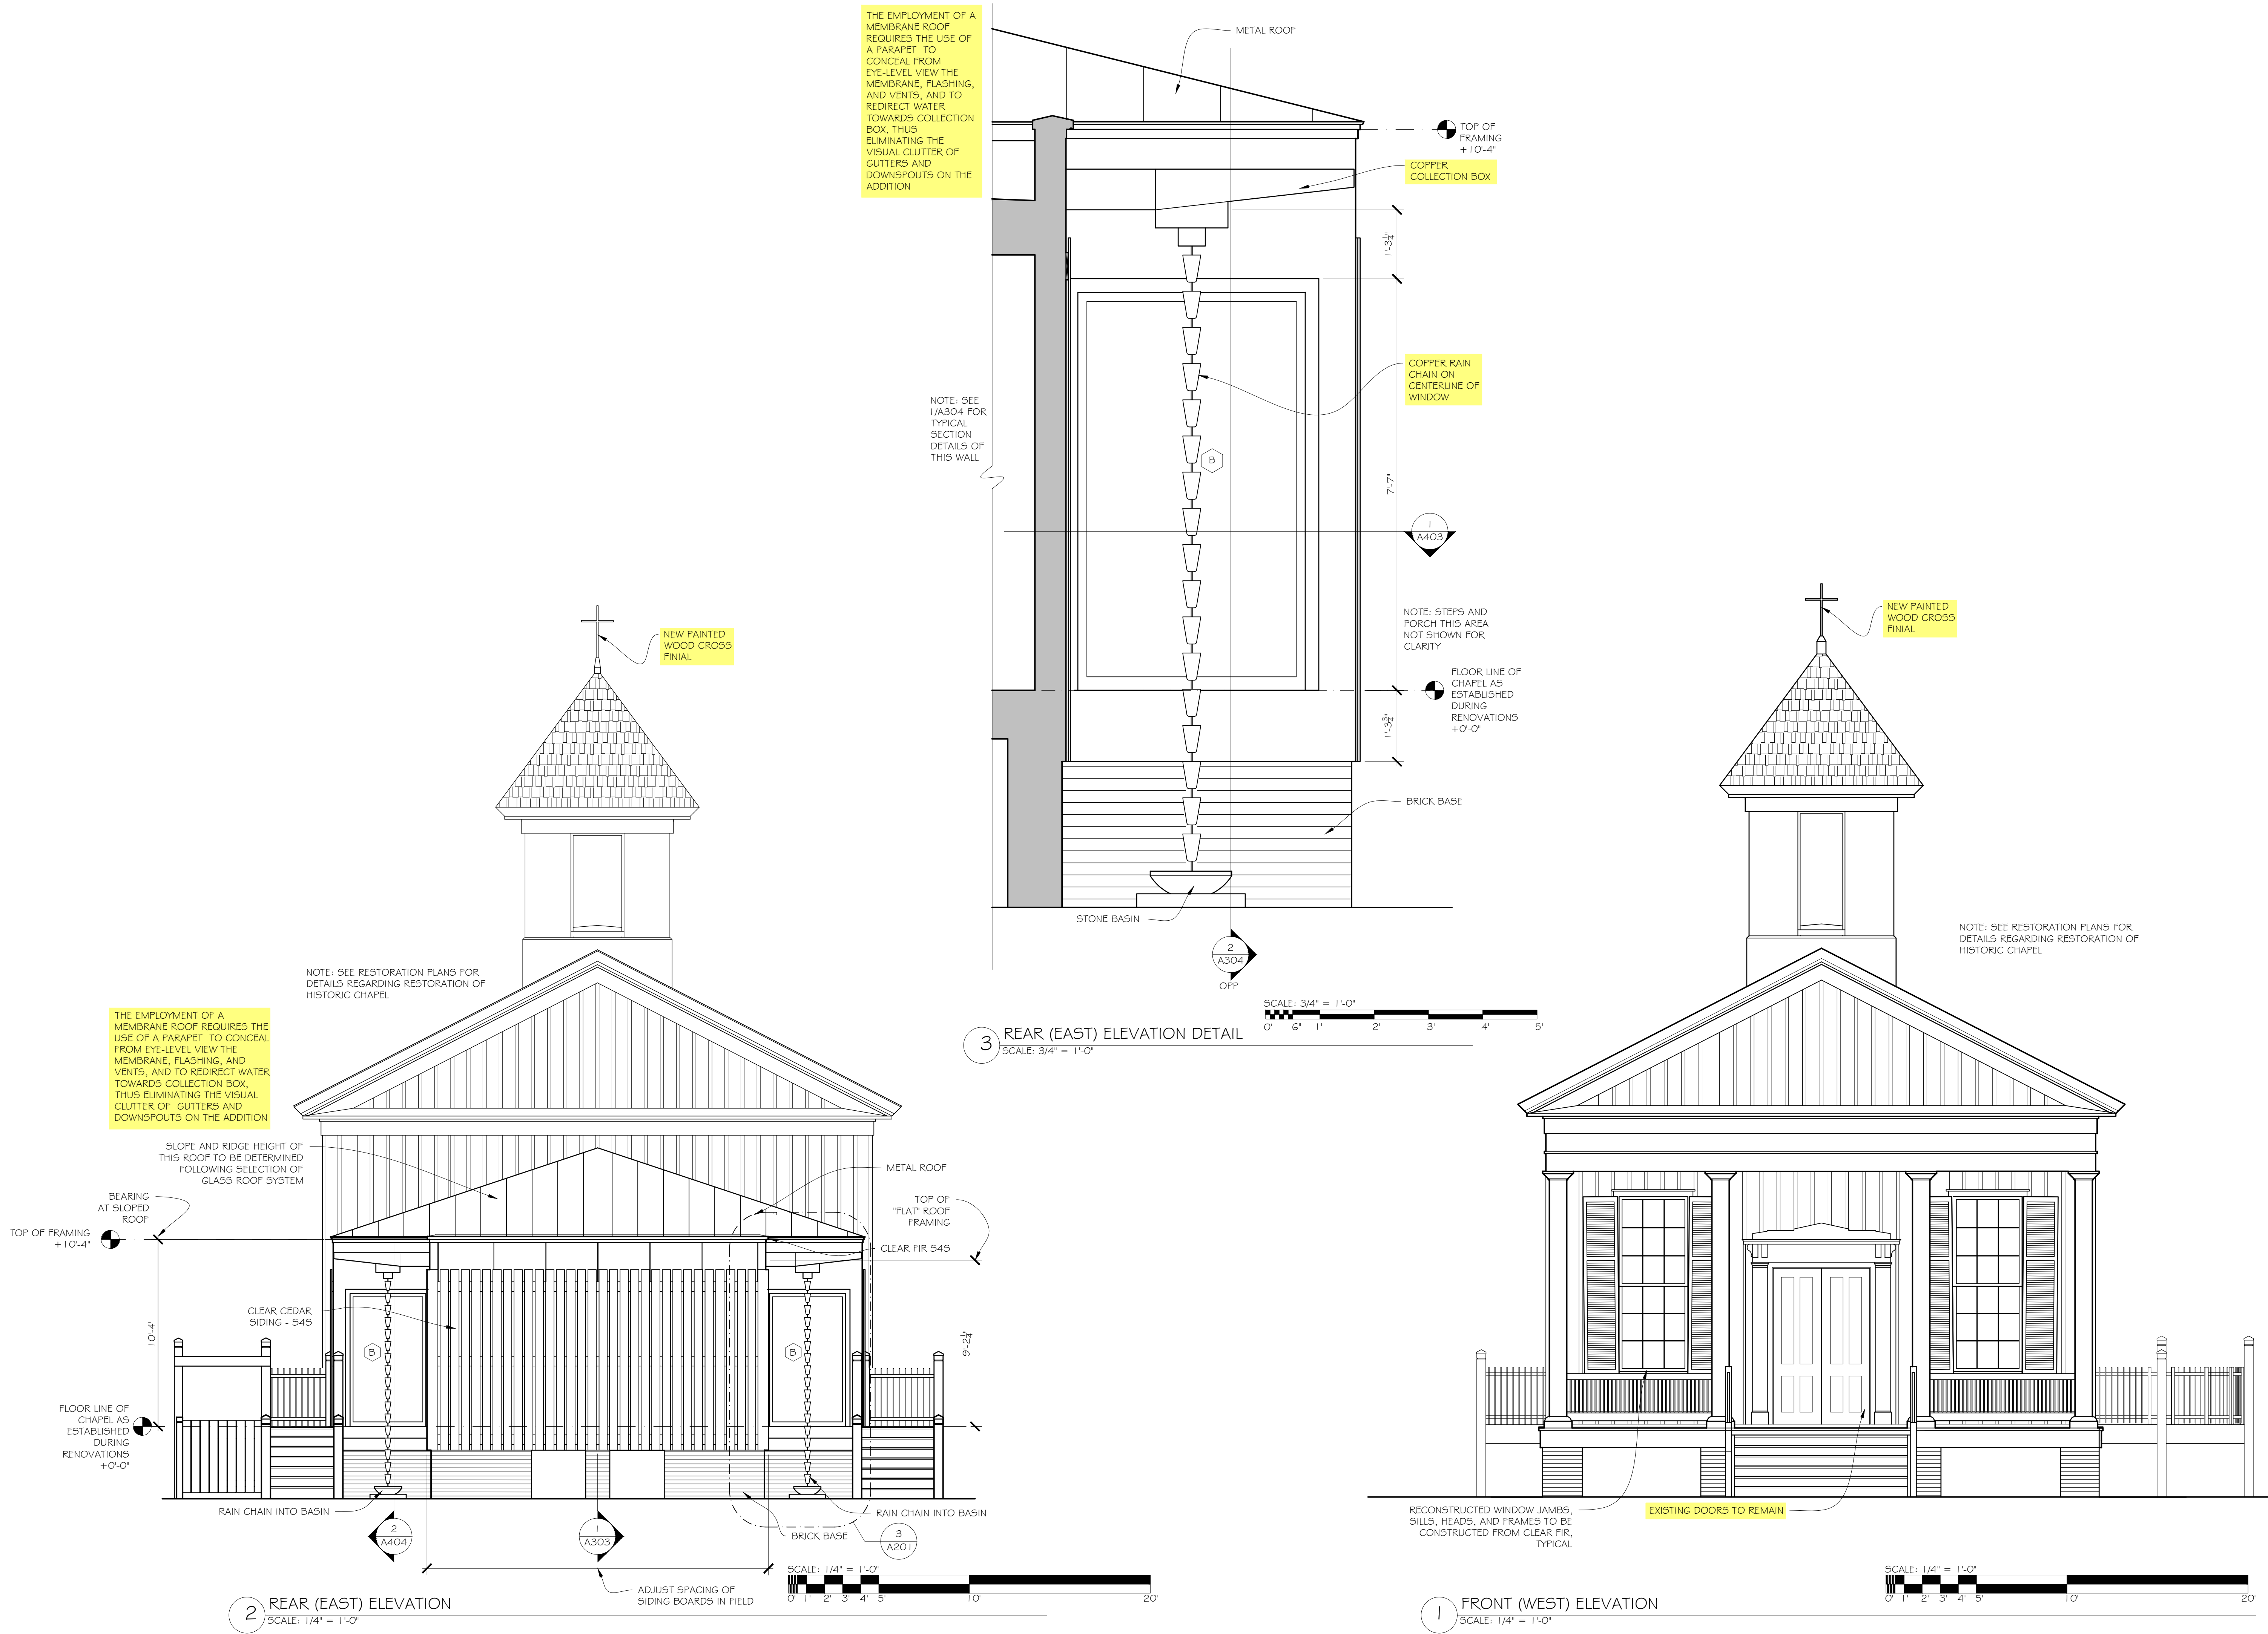 THE EMPLOYMENT OF A
MEMBRANE ROOF
REQUIRES THE USE OF
A PARAPET TO
CONCEAL FROM
EYE-LEVEL VIEW THE
MEMBRANE, FLASHING,
AND VENTS, AND TO
REDIRECT WATER
TOWARDS COLLECTION
BOX, THUS
ELIMINATING THE
VISUAL CLUTTER OF
GUTTERS AND
DOWNSPOUTS ON THE
ADDITION
METAL ROOF
TOP OF
FRAMING
+10'-4"
COPPER
COLLECTION BOX
1'-3 1/4"
COPPER RAIN
CHAIN ON
CENTERLINE OF
WINDOW
NOTE: SEE
1/A304 FOR
TYPICAL
SECTION
DETAILS OF
THIS WALL
B
7'-7"
1
A403
NOTE: STEPS AND
PORCH THIS AREA
NOT SHOWN FOR
CLARITY
FLOOR LINE OF
CHAPEL AS
ESTABLISHED
DURING
RENOVATIONS
+0'-0"
1'-3 3/4"
BRICK BASE
STONE BASIN
2
A304
OPP
SCALE: 3/4" = 1'-0"
0' 6" 1' 2' 3' 4' 5'
3
REAR (EAST) ELEVATION DETAIL
SCALE: 3/4" = 1'-0"
NEW PAINTED
WOOD CROSS
FINIAL
NOTE: SEE RESTORATION PLANS FOR
DETAILS REGARDING RESTORATION OF
HISTORIC CHAPEL
THE EMPLOYMENT OF A
MEMBRANE ROOF REQUIRES THE
USE OF A PARAPET TO CONCEAL
FROM EYE-LEVEL VIEW THE
MEMBRANE, FLASHING, AND
VENTS, AND TO REDIRECT WATER
TOWARDS COLLECTION BOX,
THUS ELIMINATING THE VISUAL
CLUTTER OF GUTTERS AND
DOWNSPOUTS ON THE ADDITION
SLOPE AND RIDGE HEIGHT OF
THIS ROOF TO BE DETERMINED
FOLLOWING SELECTION OF
GLASS ROOF SYSTEM
BEARING
AT SLOPED
ROOF
TOP OF FRAMING
+10'-4"
METAL ROOF
TOP OF
"FLAT" ROOF
FRAMING
CLEAR FIR S4S
CLEAR CEDAR
SIDING - S4S
10'-4"
B
B
9'-2 1/4"
FLOOR LINE OF
CHAPEL AS
ESTABLISHED
DURING
RENOVATIONS
+0'-0"
RAIN CHAIN INTO BASIN
RAIN CHAIN INTO BASIN
BRICK BASE
2
A404
1
A303
3
A201
ADJUST SPACING OF
SIDING BOARDS IN FIELD
SCALE: 1/4" = 1'-0"
0' 1' 2' 3' 4' 5' 10' 20'
2
REAR (EAST) ELEVATION
SCALE: 1/4" = 1'-0"
NEW PAINTED
WOOD CROSS
FINIAL
NOTE: SEE RESTORATION PLANS FOR
DETAILS REGARDING RESTORATION OF
HISTORIC CHAPEL
RECONSTRUCTED WINDOW JAMBS,
SILLS, HEADS, AND FRAMES TO BE
CONSTRUCTED FROM CLEAR FIR,
TYPICAL
EXISTING DOORS TO REMAIN
SCALE: 1/4" = 1'-0"
0' 1' 2' 3' 4' 5' 10' 20'
1
FRONT (WEST) ELEVATION
SCALE: 1/4" = 1'-0"